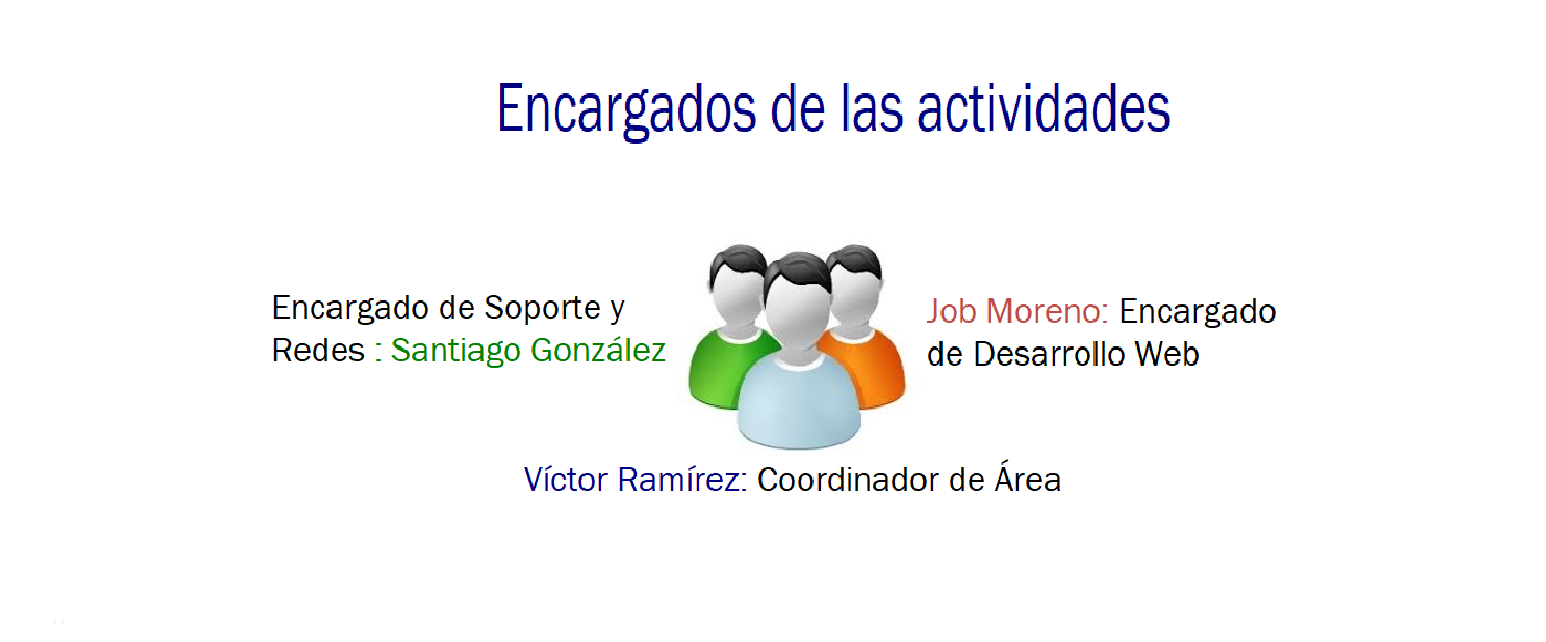 Encargados de las actividades
Encargado de Soporte y
Redes : Santiago González
Job Moreno: Encargado
de Desarrollo Web
Víctor Ramírez: Coordinador de Área